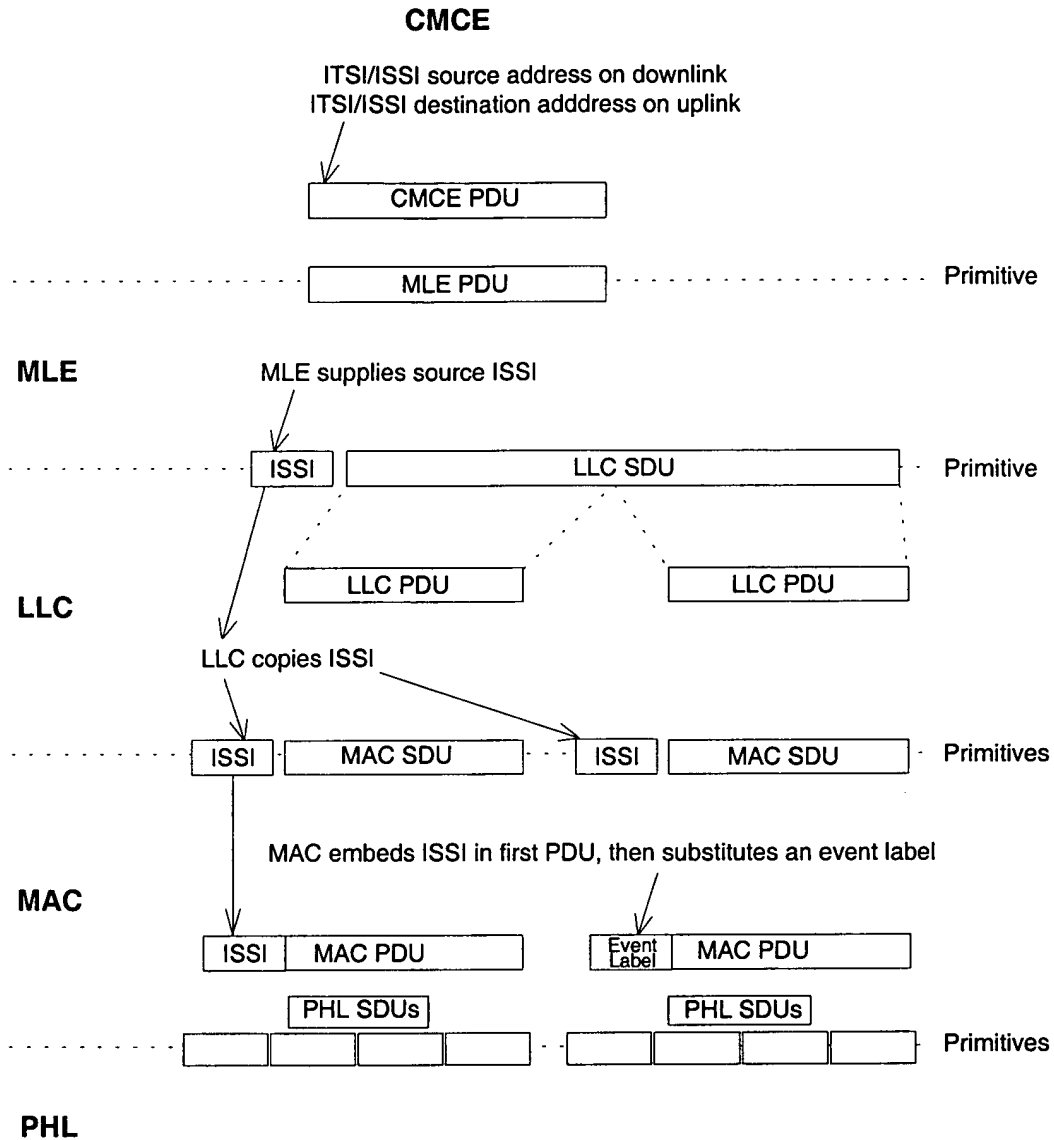 CMCE
ITSI/ISSI source address on downlink
ITSI/ISSI destination adddress on uplink
CMCE PDU
MLE PDU
Primitive
MLE
MLE supplies source ISSI
ISSI
LLC SDU
Primitive
LLC PDU
LLC PDU
LLC
LLC copies ISSI
ISSI
MAC SDU
ISSI
MAC SDU
Primitives
MAC embeds ISSI in first PDU, then substitutes an event label
MAC
ISSI
MAC PDU
Event
Label
MAC PDU
PHL SDUs
PHL SDUs
Primitives
PHL